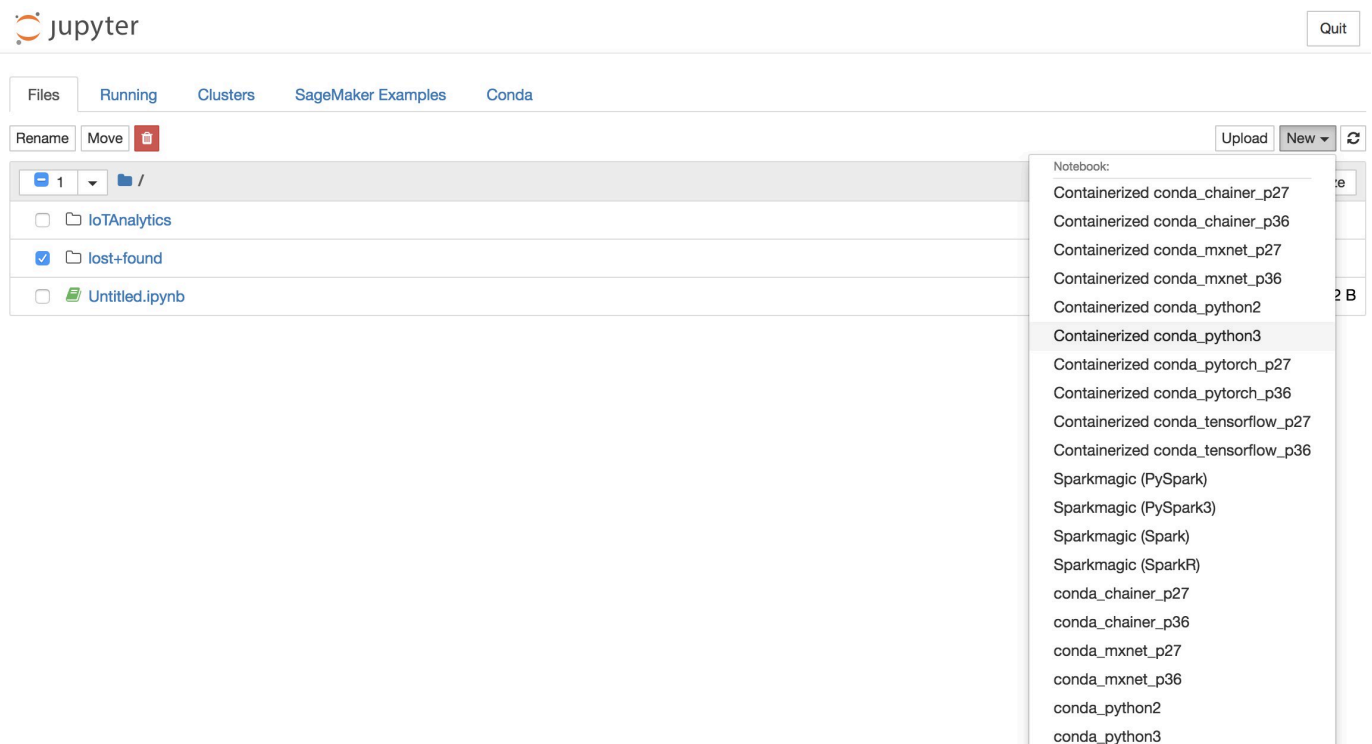 jupyter
Quit
Files Running Clusters SageMaker Examples Conda
Rename Move Upload New
1 /
Notebook:
IoTAnalytics
lost+found
Untitled.ipynb
2 B
Containerized conda_chainer_p27
Containerized conda_chainer_p36
Containerized conda_mxnet_p27
Containerized conda_mxnet_p36
Containerized conda_python2
Containerized conda_python3
Containerized conda_pytorch_p27
Containerized conda_pytorch_p36
Containerized conda_tensorflow_p27
Containerized conda_tensorflow_p36
Sparkmagic (PySpark)
Sparkmagic (PySpark3)
Sparkmagic (Spark)
Sparkmagic (SparkR)
conda_chainer_p27
conda_chainer_p36
conda_mxnet_p27
conda_mxnet_p36
conda_python2
conda_python3